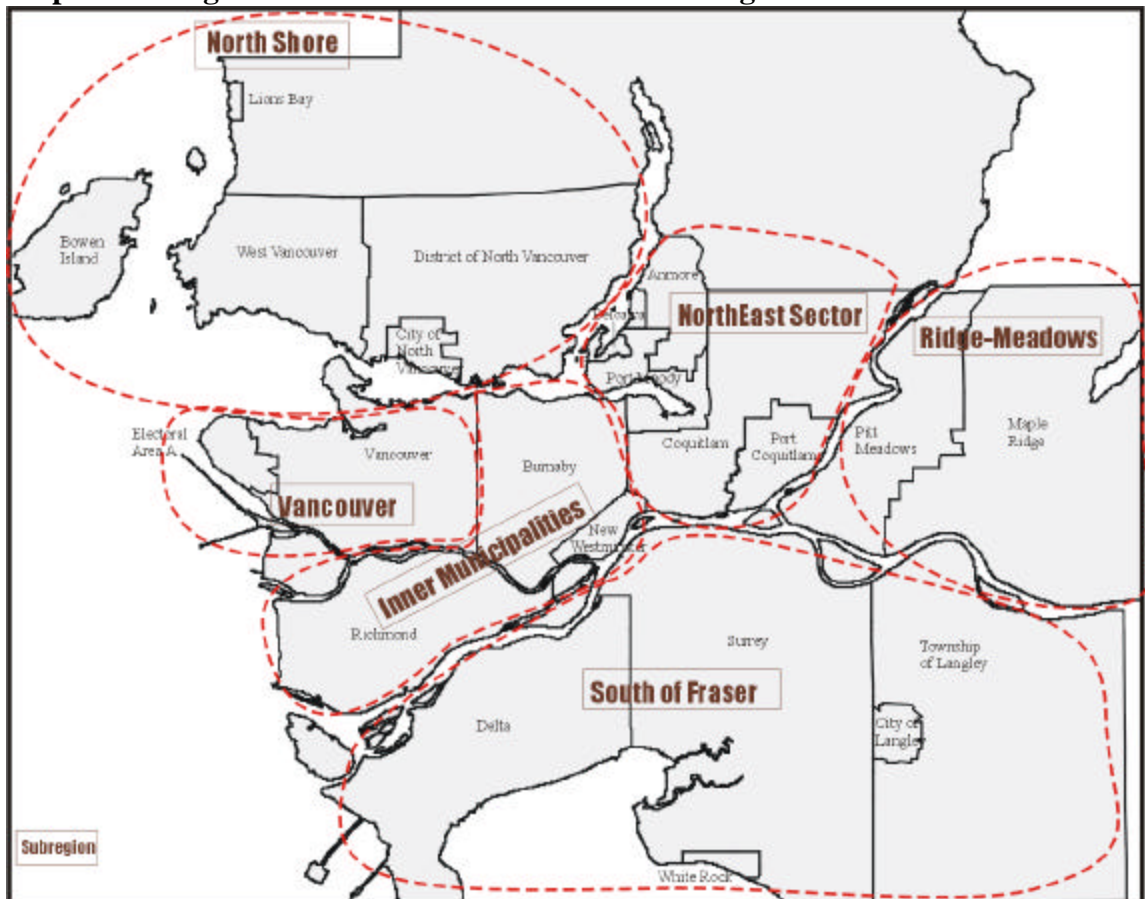 North Shore
Lions Bay
Bowen
Island
West Vancouver
District of North Vancouver
Anmore
Belcarra
NorthEast Sector
Ridge-Meadows
City of
North
Vancouver
Port Moody
Electoral
Area A
Vancouver
Burnaby
Coquitlam
Port
Coquitlam
Pitt
Meadows
Maple
Ridge
Vancouver
Inner Municipalities
New
Westminster
Richmond
Surrey
Township
of Langley
South of Fraser
Delta
City of
Langley
Subregion
White Rock